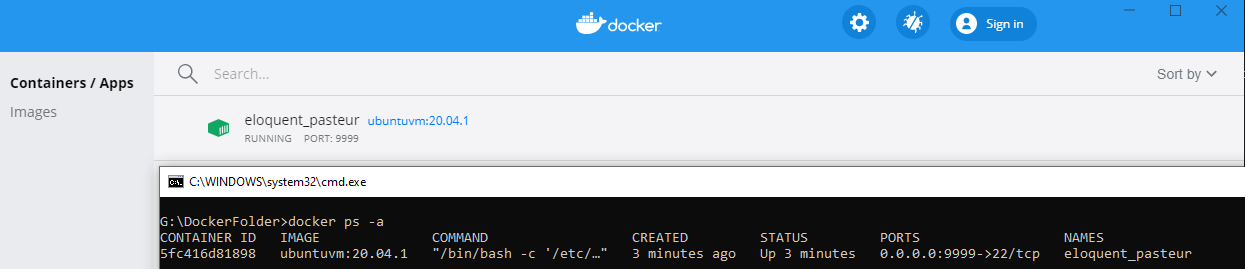 docker
Sign in
Containers / Apps
Search...
Sort by
Images
eloquent_pasteur ubuntuvm:20.04.1
RUNNING PORT: 9999
C:\WINDOWS\system32\cmd.exe
G:\DockerFolder>docker ps -a
CONTAINER ID IMAGE COMMAND CREATED STATUS PORTS NAMES
5fc416d81898 ubuntuvm:20.04.1 "/bin/bash -c '/etc/…" 3 minutes ago Up 3 minutes 0.0.0.0:9999->22/tcp eloquent_pasteur